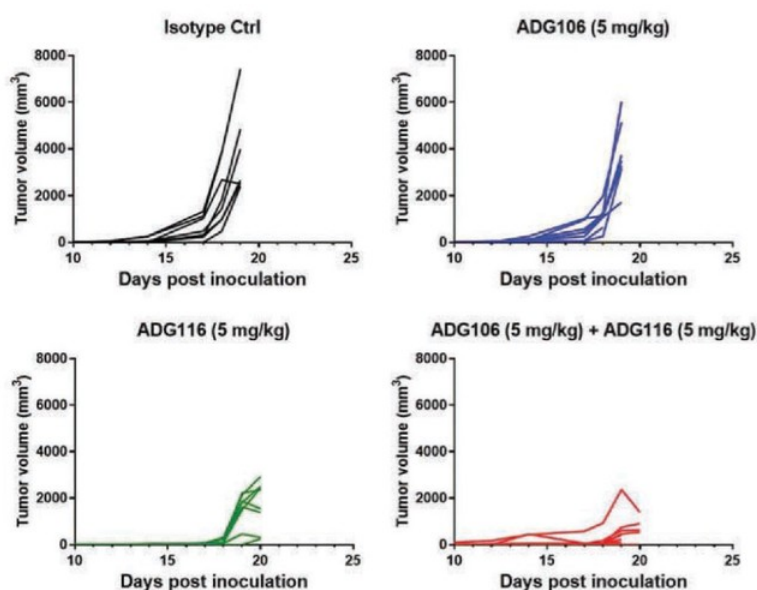 Isotype Ctrl
8000
6000
4000
2000
0
Tumor volume (mm³)
10 15 20 25
Days post inoculation
ADG106 (5 mg/kg)
8000
6000
4000
2000
0
Tumor volume (mm³)
10 15 20 25
Days post inoculation
ADG116 (5 mg/kg)
8000
6000
4000
2000
0
Tumor volume (mm³)
10 15 20 25
Days post inoculation
ADG106 (5 mg/kg) + ADG116 (5 mg/kg)
8000
6000
4000
2000
0
Tumor volume (mm³)
10 15 20 25
Days post inoculation